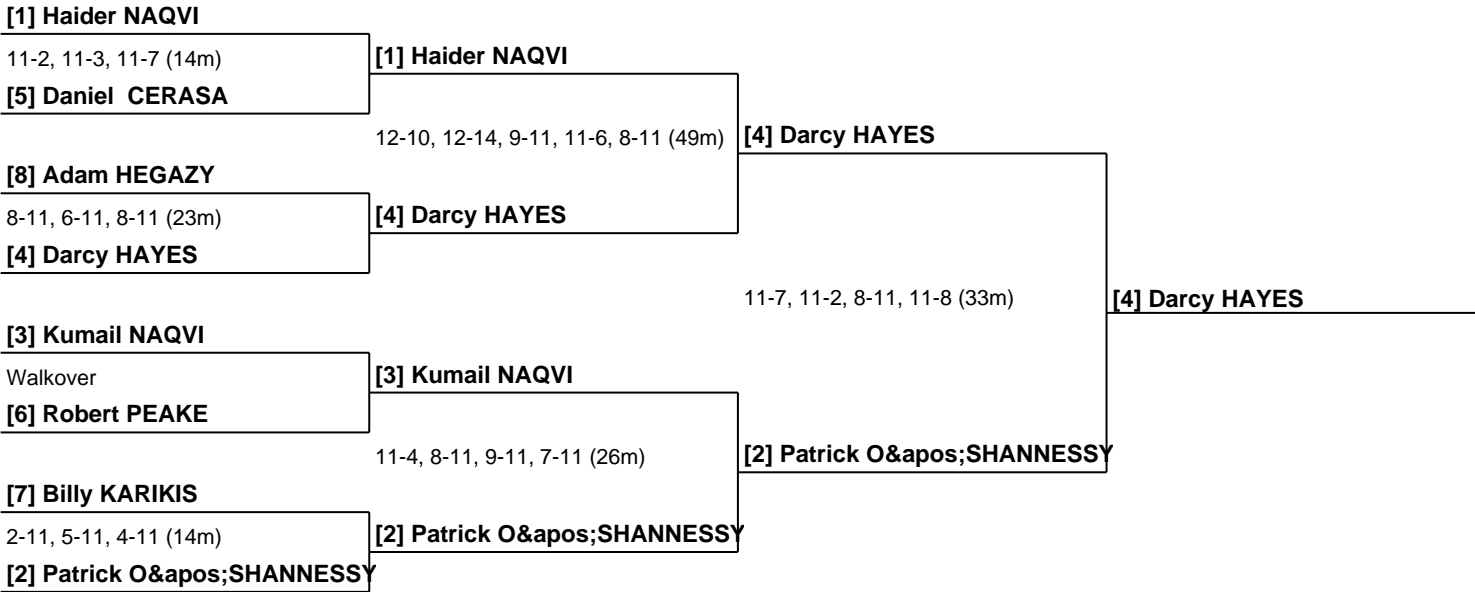 [1] Haider NAQVI
11-2, 11-3, 11-7 (14m)
[5] Daniel  CERASA
[8] Adam HEGAZY
8-11, 6-11, 8-11 (23m)
[4] Darcy HAYES
[3] Kumail NAQVI
Walkover
[6] Robert PEAKE
[7] Billy KARIKIS
2-11, 5-11, 4-11 (14m)
[2] Patrick O&apos;SHANNESSY
[1] Haider NAQVI
12-10, 12-14, 9-11, 11-6, 8-11 (49m)
[4] Darcy HAYES
[3] Kumail NAQVI
11-4, 8-11, 9-11, 7-11 (26m)
[2] Patrick O&apos;SHANNESSY
[4] Darcy HAYES
11-7, 11-2, 8-11, 11-8 (33m)
[2] Patrick O&apos;SHANNESSY
[4] Darcy HAYES